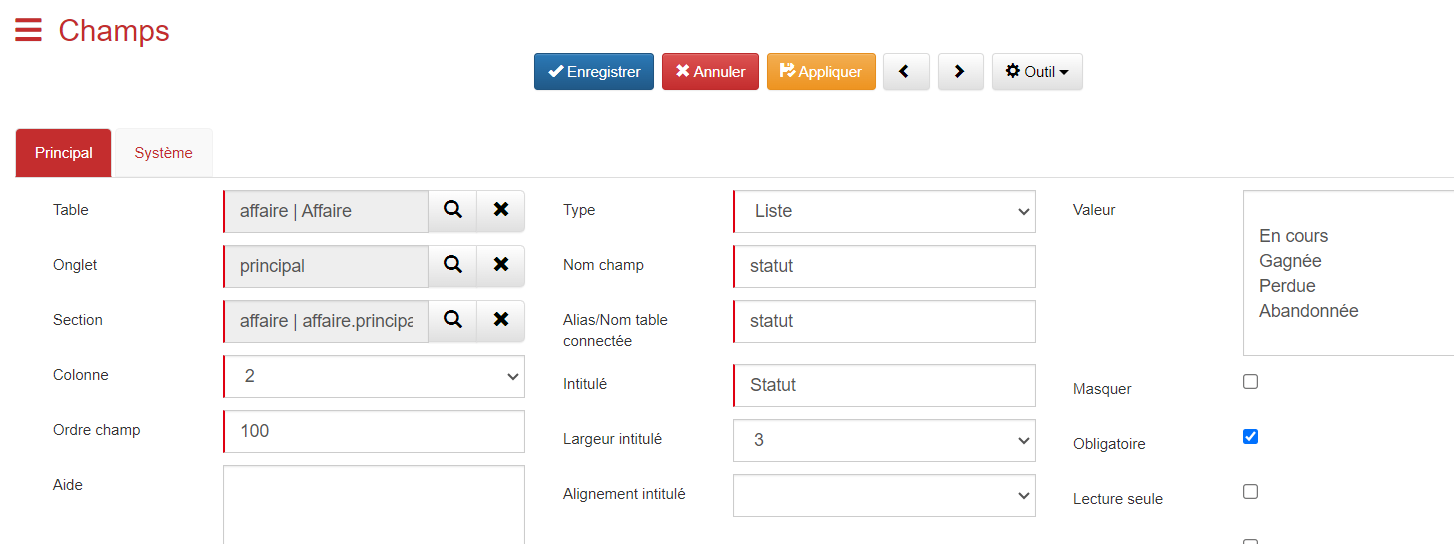 Champs
Enregistrer
Annuler
Appliquer
Outil
Principal
Système
Table
affaire | Affaire
Type
Liste
Valeur
En cours
Gagnée
Perdue
Abandonnée
Onglet
principal
Nom champ
statut
Section
affaire | affaire.principa
Alias/Nom table
connectée
statut
Colonne
2
Intitulé
Statut
Masquer
Ordre champ
100
Largeur intitulé
3
Obligatoire
Aide
Alignement intitulé
Lecture seule